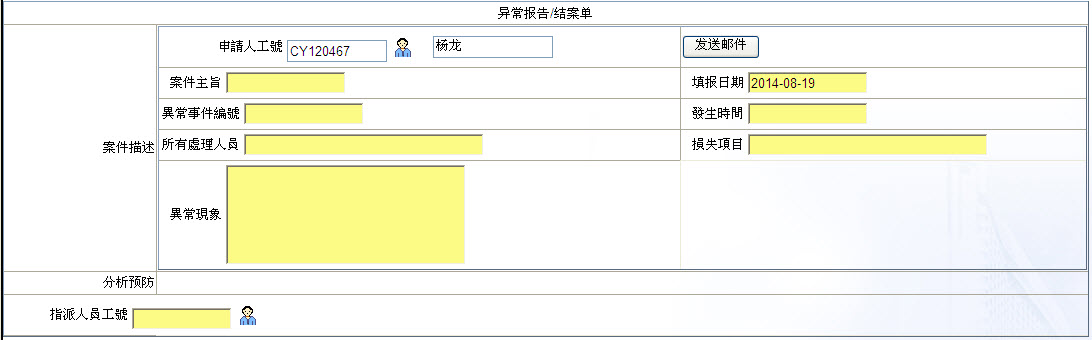 异常报告/结案单
申請人工號 CY120467 杨龙 发送邮件
案件主旨 填报日期 2014-08-19
異常事件編號 發生時間
案件描述 所有處理人員 損失項目
異常現象
分析预防
指派人员工號